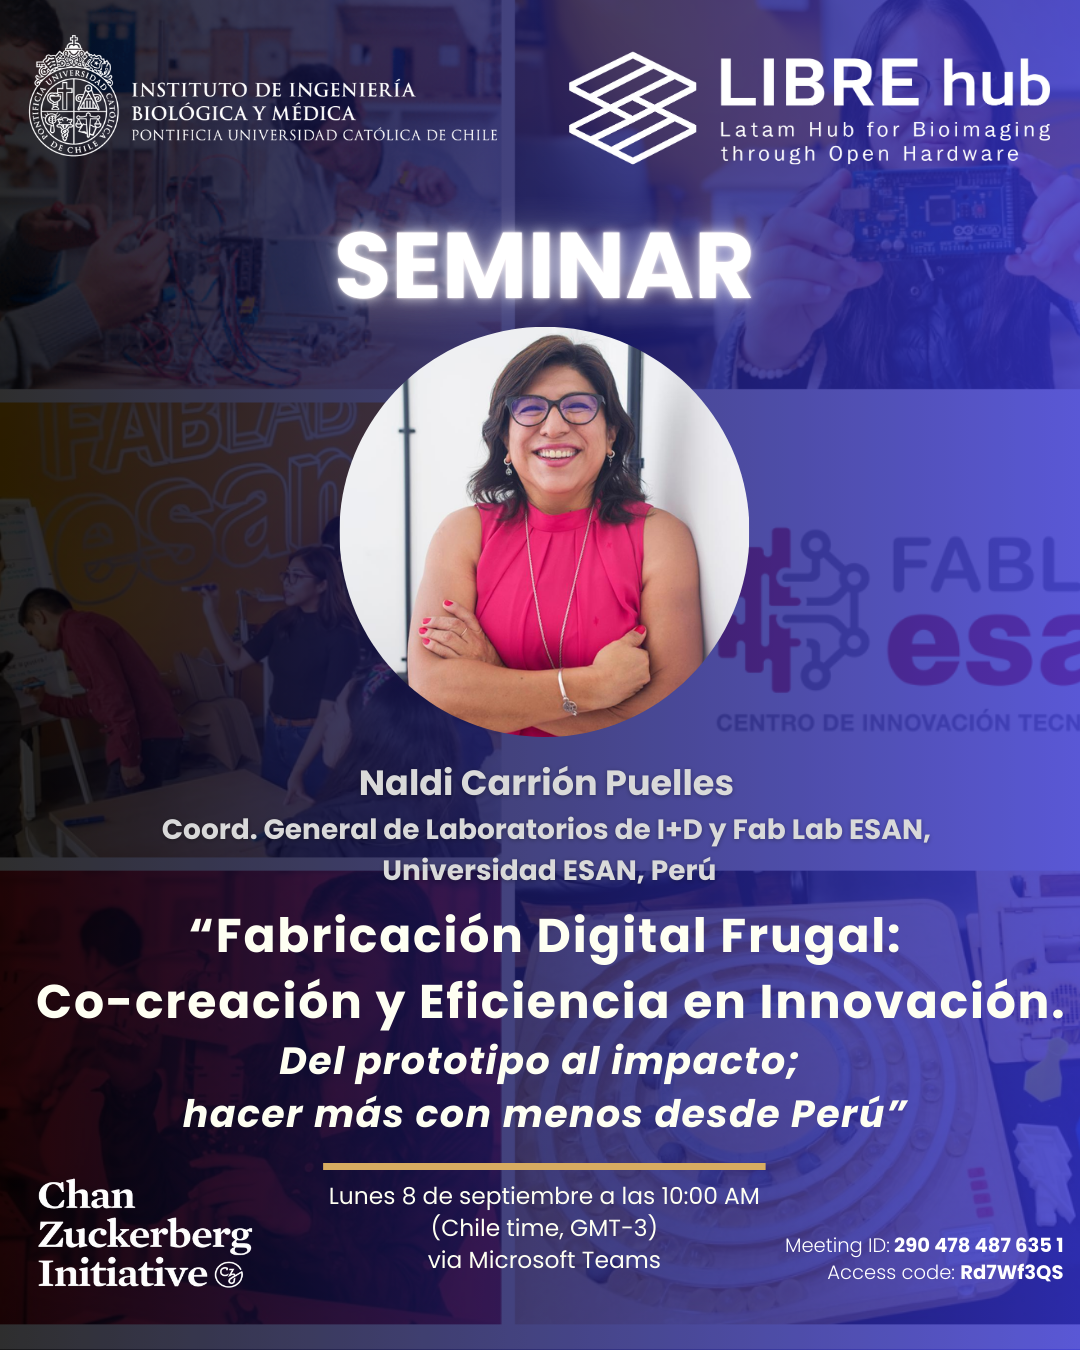 INSTITUTO DE INGENIERÍA
BIOLÓGICA Y MÉDICA
PONTIFICIA UNIVERSIDAD CATÓLICA DE CHILE
LIBRE hub
Latam Hub for Bioimaging
through Open Hardware
SEMINAR
FABLAB
esan
FABL
esa
CENTRO DE INNOVACIÓN TECN
Naldi Carrión Puelles
Coord. General de Laboratorios de I+D y Fab Lab ESAN,
Universidad ESAN, Perú
“Fabricación Digital Frugal:
Co-creación y Eficiencia en Innovación.
Del prototipo al impacto;
hacer más con menos desde Perú”
Lunes 8 de septiembre a las 10:00 AM
(Chile time, GMT-3)
via Microsoft Teams
Chan
Zuckerberg
Initiative
Meeting ID: 290 478 487 635 1
Access code: Rd7Wf3QS